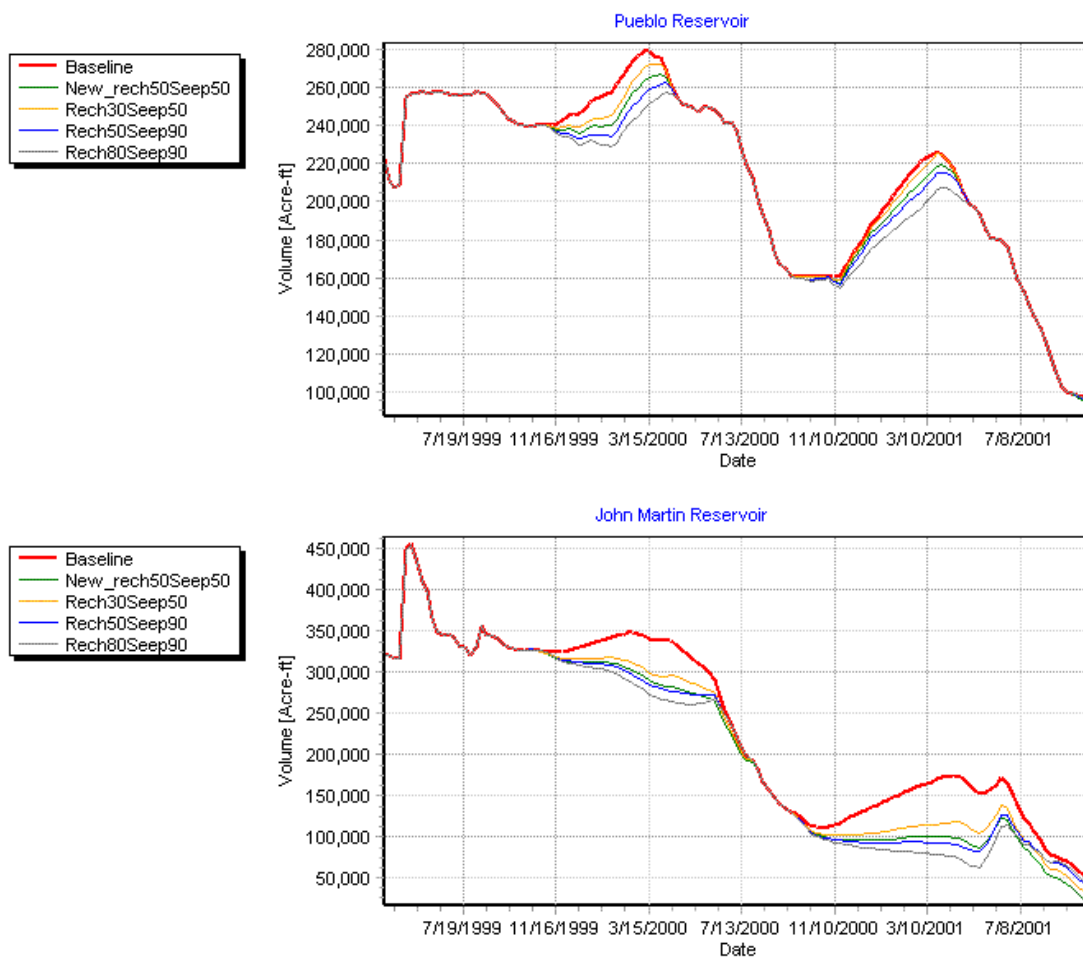 Pueblo Reservoir
Baseline
New_rech50Seep50
Rech30Seep50
Rech50Seep90
Rech80Seep90
Volume [Acre-ft]
280,000
260,000
240,000
220,000
200,000
180,000
160,000
140,000
120,000
100,000
7/19/1999 11/16/1999 3/15/2000 7/13/2000 11/10/2000 3/10/2001 7/8/2001
Date
John Martin Reservoir
Baseline
New_rech50Seep50
Rech30Seep50
Rech50Seep90
Rech80Seep90
Volume [Acre-ft]
450,000
400,000
350,000
300,000
250,000
200,000
150,000
100,000
50,000
7/19/1999 11/16/1999 3/15/2000 7/13/2000 11/10/2000 3/10/2001 7/8/2001
Date